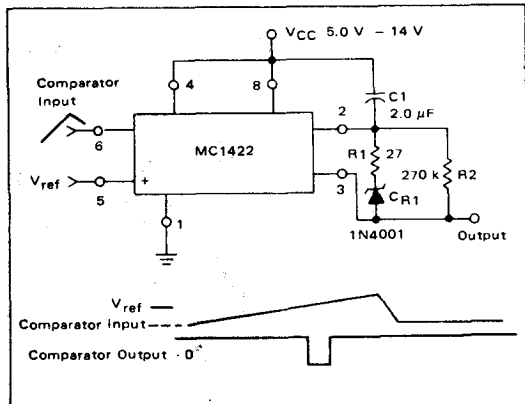 VCC 5.0 V – 14 V
Comparator
Input
4
8
C1
2.0 μF
2
6
MC1422
R1
27
270 k
R2
Vref
5
+
3
CR1
1
1N4001
Output
Vref
Comparator Input
Comparator Output
0